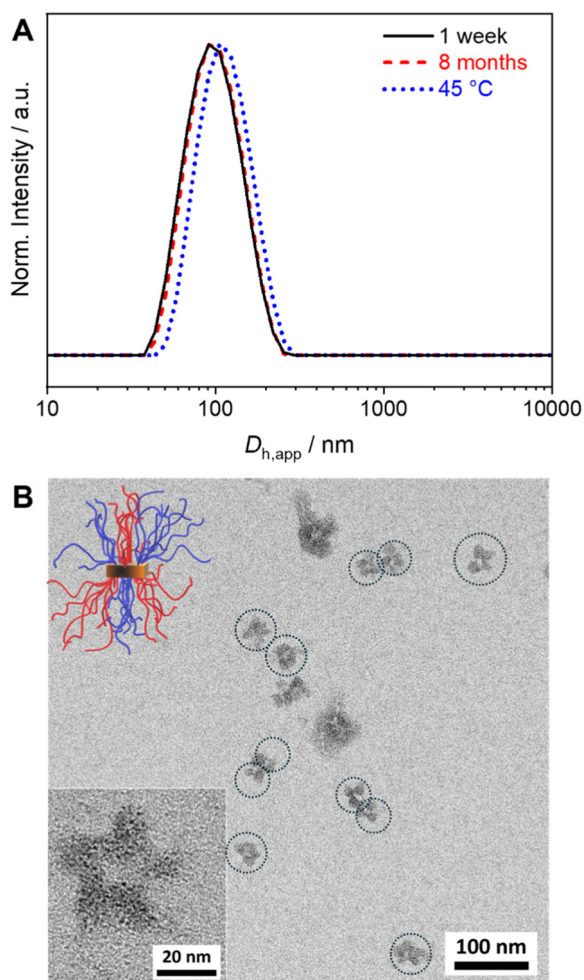 A
1 week
8 months
45 °C
Norm. Intensity / a.u.
10
100
1000
10000
Dh,app / nm
B
20 nm
100 nm